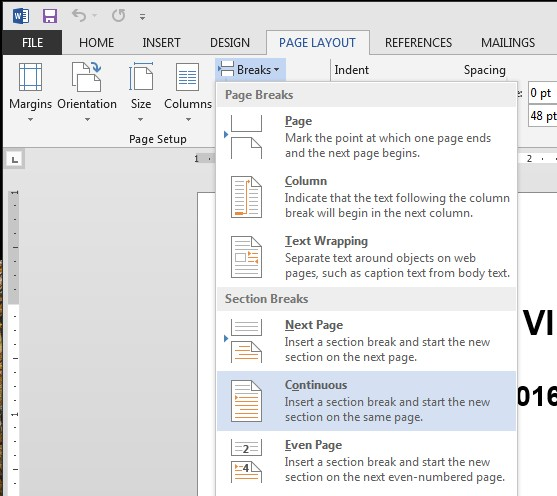 FILE HOME INSERT DESIGN PAGE LAYOUT REFERENCES MAILINGS
Breaks Indent Spacing
Margins Orientation Size Columns
0 pt
48 pt
Page Setup
Page Breaks
Page
Mark the point at which one page ends
and the next page begins.
Column
Indicate that the text following the column
break will begin in the next column.
Text Wrapping
Separate text around objects on web
pages, such as caption text from body text.
Section Breaks
Next Page
Insert a section break and start the new
section on the next page.
Continuous
Insert a section break and start the new
section on the same page.
Even Page
Insert a section break and start the new
section on the next even-numbered page.
1
2
1
1
2
4
VI
016